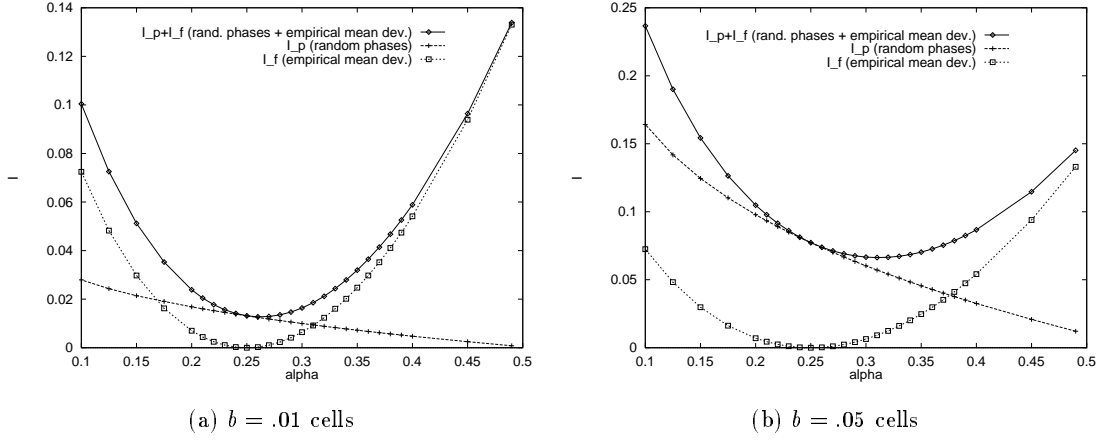 0.14
0.12
0.1
0.08
0.06
0.04
0.02
0
I
I_p+I_f (rand. phases + empirical mean dev.)
I_p (random phases)
I_f (empirical mean dev.)
0.1 0.15 0.2 0.25 0.3 0.35 0.4 0.45 0.5
alpha
(a) b = .01 cells
0.25
0.2
0.15
0.1
0.05
0
I
I_p+I_f (rand. phases + empirical mean dev.)
I_p (random phases)
I_f (empirical mean dev.)
0.1 0.15 0.2 0.25 0.3 0.35 0.4 0.45 0.5
alpha
(b) b = .05 cells